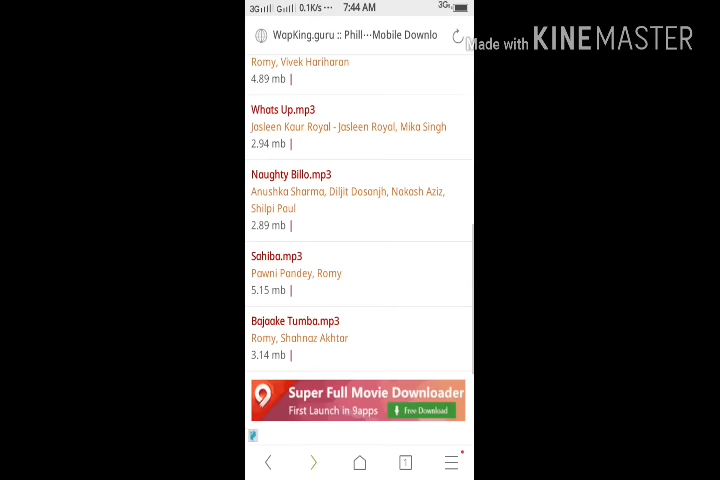 3G G 0.1K/s ··· 7:44 AM 3G
WapKing.guru :: Phill···Mobile Downlo
Made with KINEMASTER
Romy, Vivek Hariharan
4.89 mb |
Whats Up.mp3
Jasleen Kaur Royal - Jasleen Royal, Mika Singh
2.94 mb |
Naughty Billo.mp3
Anushka Sharma, Diljit Dosanjh, Nakash Aziz,
Shilpi Paul
2.89 mb |
Sahiba.mp3
Pawni Pandey, Romy
5.15 mb |
Bajaake Tumba.mp3
Romy, Shahnaz Akhtar
3.14 mb |
9 Super Full Movie Downloader
First Launch in 9apps Free Download
1